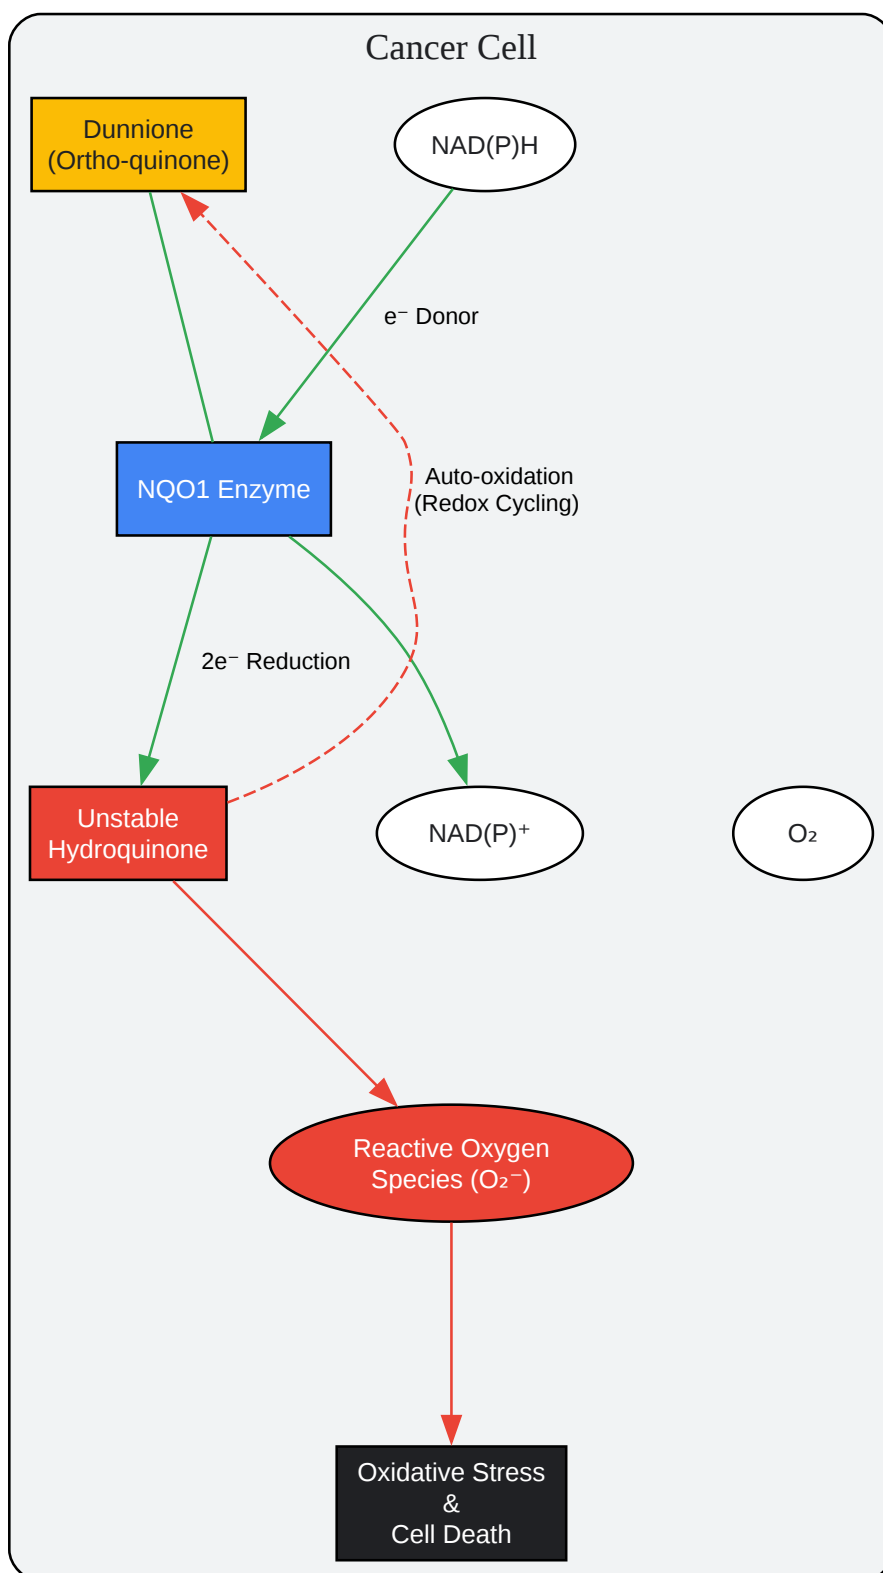 Cancer Cell
Dunnione
(Ortho-quinone)
NAD(P)H
e⁻ Donor
NQO1 Enzyme
Auto-oxidation
(Redox Cycling)
2e⁻ Reduction
Unstable
Hydroquinone
NAD(P)⁺
O₂
Reactive Oxygen
Species (O₂⁻)
Oxidative Stress
&
Cell Death